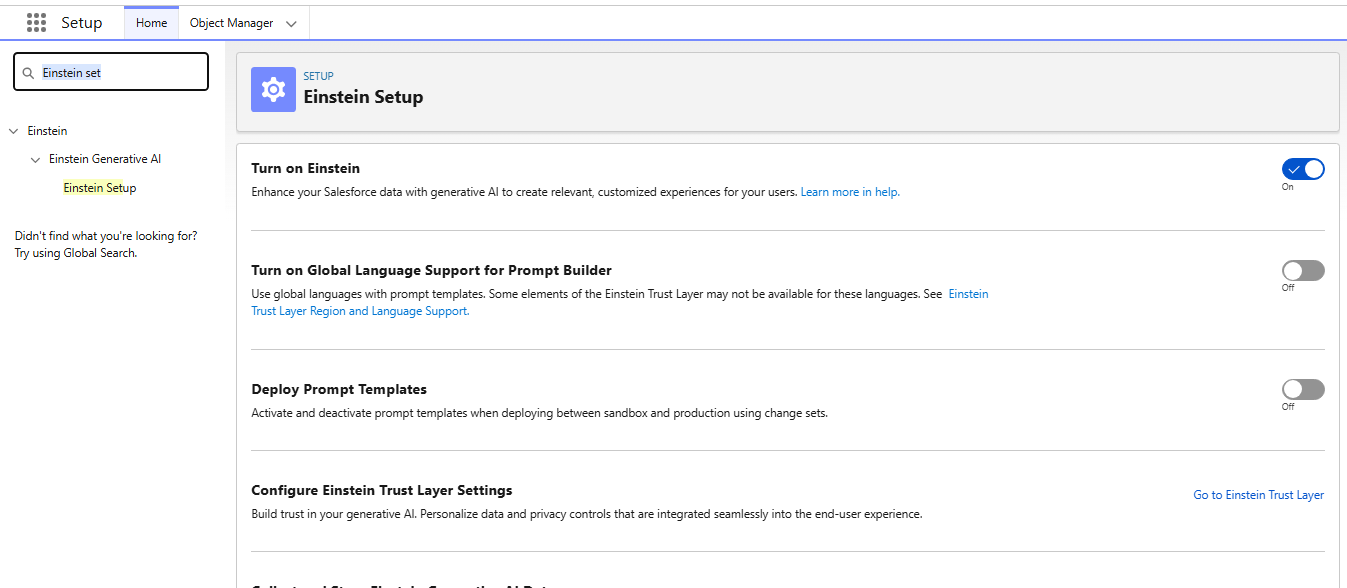 Setup
Home
Object Manager
Einstein set
Einstein
Einstein Generative AI
Einstein Setup
Didn't find what you're looking for?
Try using Global Search.
SETUP
Einstein Setup
Turn on Einstein
Enhance your Salesforce data with generative AI to create relevant, customized experiences for your users. Learn more in help.
On
Turn on Global Language Support for Prompt Builder
Use global languages with prompt templates. Some elements of the Einstein Trust Layer may not be available for these languages. See Einstein
Trust Layer Region and Language Support.
Off
Deploy Prompt Templates
Activate and deactivate prompt templates when deploying between sandbox and production using change sets.
Off
Configure Einstein Trust Layer Settings
Build trust in your generative AI. Personalize data and privacy controls that are integrated seamlessly into the end-user experience.
Go to Einstein Trust Layer